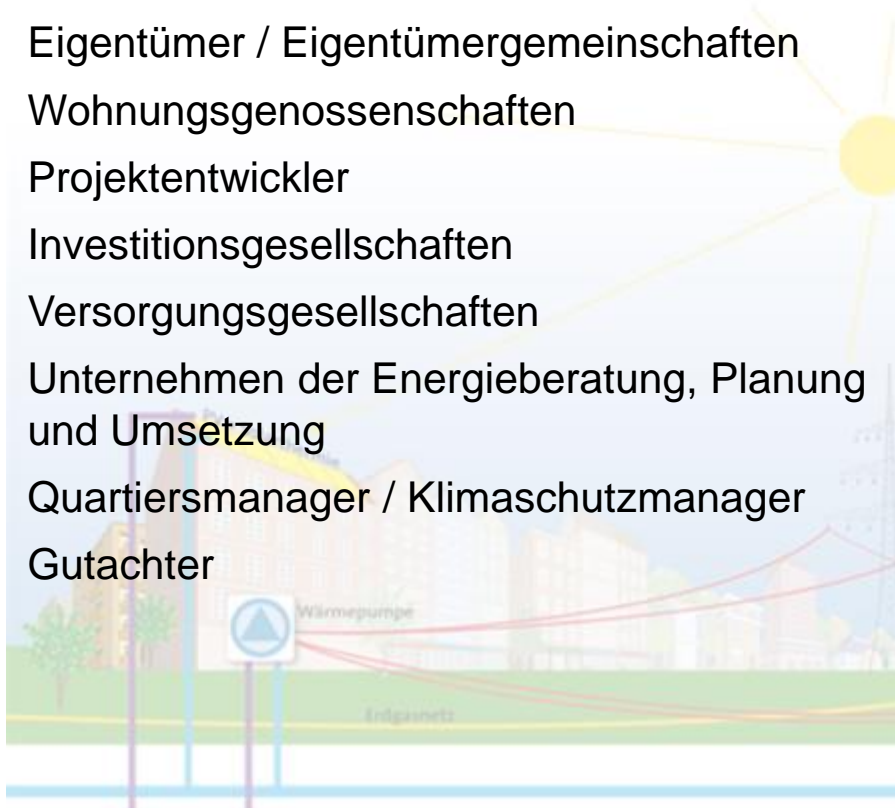 Eigentümer / Eigentümergemeinschaften
Wohnungsgenossenschaften
Projektentwickler
Investitionsgesellschaften
Versorgungsgesellschaften
Unternehmen der Energieberatung, Planung
und Umsetzung
Quartiersmanager / Klimaschutzmanager
Gutachter
Wärmepumpe
Erdgasnetz